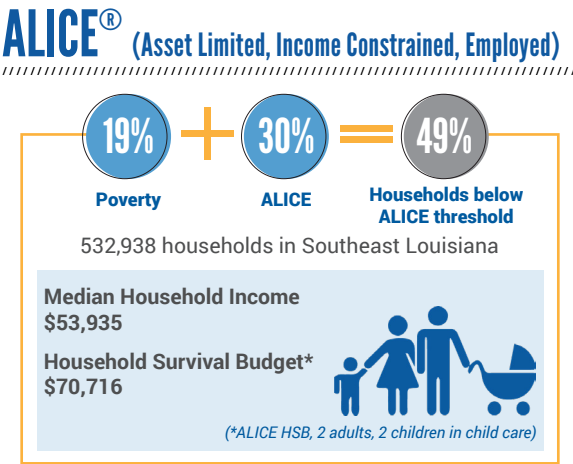 ALICE® (Asset Limited, Income Constrained, Employed)
19% + 30% = 49%
Poverty
ALICE
Households below
ALICE threshold
532,938 households in Southeast Louisiana
Median Household Income
$53,935
Household Survival Budget*
$70,716
(*ALICE HSB, 2 adults, 2 children in child care)